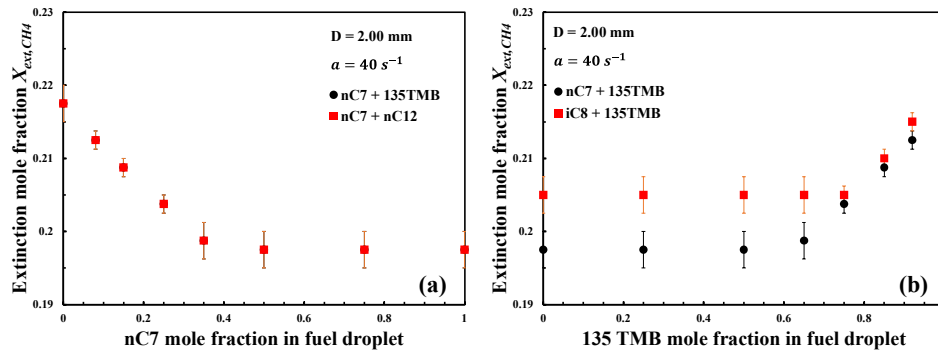 Extinction mole fraction X_ext,CH4
0.23
0.22
0.21
0.2
0.19
D = 2.00 mm
a = 40 s⁻¹
nC7 + 135TMB
nC7 + nC12
(a)
0 0.2 0.4 0.6 0.8 1
nC7 mole fraction in fuel droplet
Extinction mole fraction X_ext,CH4
0.23
0.22
0.21
0.2
0.19
D = 2.00 mm
a = 40 s⁻¹
nC7 + 135TMB
iC8 + 135TMB
(b)
0 0.2 0.4 0.6 0.8 1
135 TMB mole fraction in fuel droplet